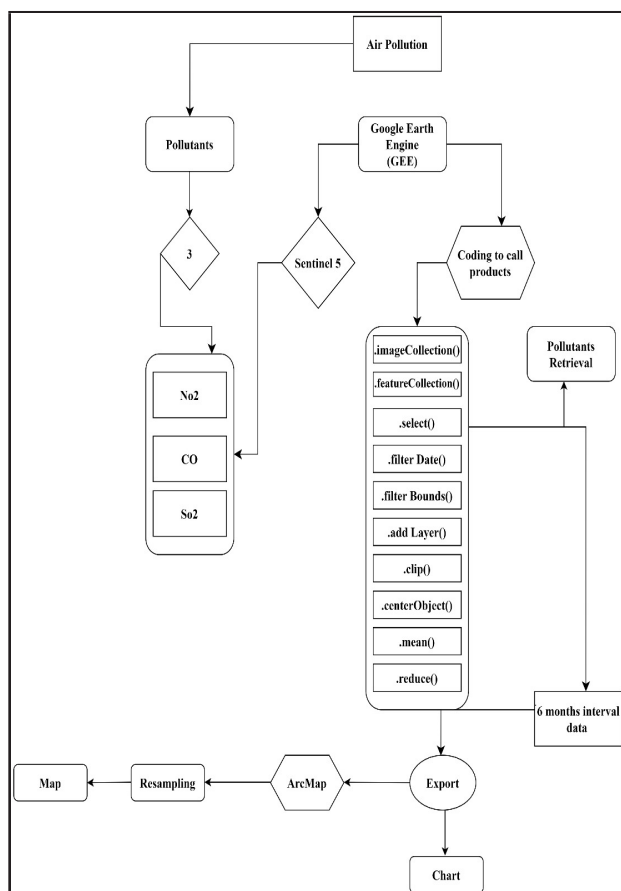 Air Pollution
Pollutants
Google Earth
Engine
(GEE)
3
Sentinel 5
Coding to call
products
No2
CO
So2
.imageCollection()
.featureCollection()
.select()
.filter Date()
.filter Bounds()
.add Layer()
.clip()
.centerObject()
.mean()
.reduce()
Pollutants
Retrieval
6 months interval
data
Export
ArcMap
Resampling
Map
Chart